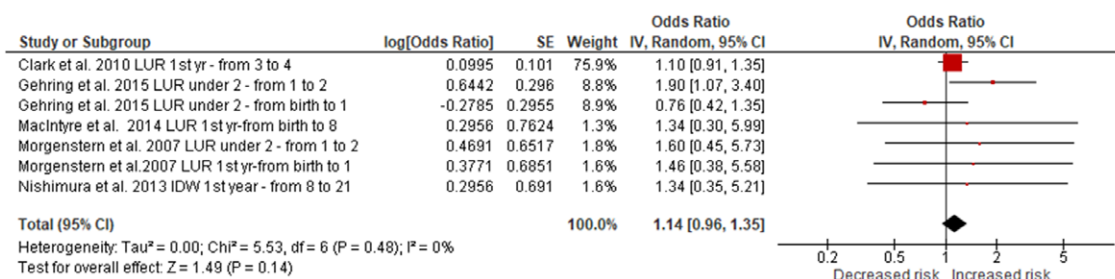 Odds Ratio Odds Ratio
Study or Subgroup log[Odds Ratio] SE Weight IV, Random, 95% CI IV, Random, 95% CI
Clark et al. 2010 LUR 1st yr - from 3 to 4 0.0995 0.101 75.9% 1.10 [0.91, 1.35]
Gehring et al. 2015 LUR under 2 - from 1 to 2 0.6442 0.296 8.8% 1.90 [1.07, 3.40]
Gehring et al. 2015 LUR under 2 - from birth to 1 -0.2785 0.2955 8.9% 0.76 [0.42, 1.35]
MacIntyre et al. 2014 LUR 1st yr-from birth to 8 0.2956 0.7624 1.3% 1.34 [0.30, 5.99]
Morgenstern et al. 2007 LUR under 2 - from 1 to 2 0.4691 0.6517 1.8% 1.60 [0.45, 5.73]
Morgenstern et al.2007 LUR 1st yr-from birth to 1 0.3771 0.6851 1.6% 1.46 [0.38, 5.58]
Nishimura et al. 2013 IDW 1st year - from 8 to 21 0.2956 0.691 1.6% 1.34 [0.35, 5.21]
Total (95% CI) 100.0% 1.14 [0.96, 1.35]
Heterogeneity: Tau² = 0.00; Chi² = 5.53, df = 6 (P = 0.48); I² = 0%
Test for overall effect: Z = 1.49 (P = 0.14)
0.2 0.5 1 2 5
Decreased risk Increased risk